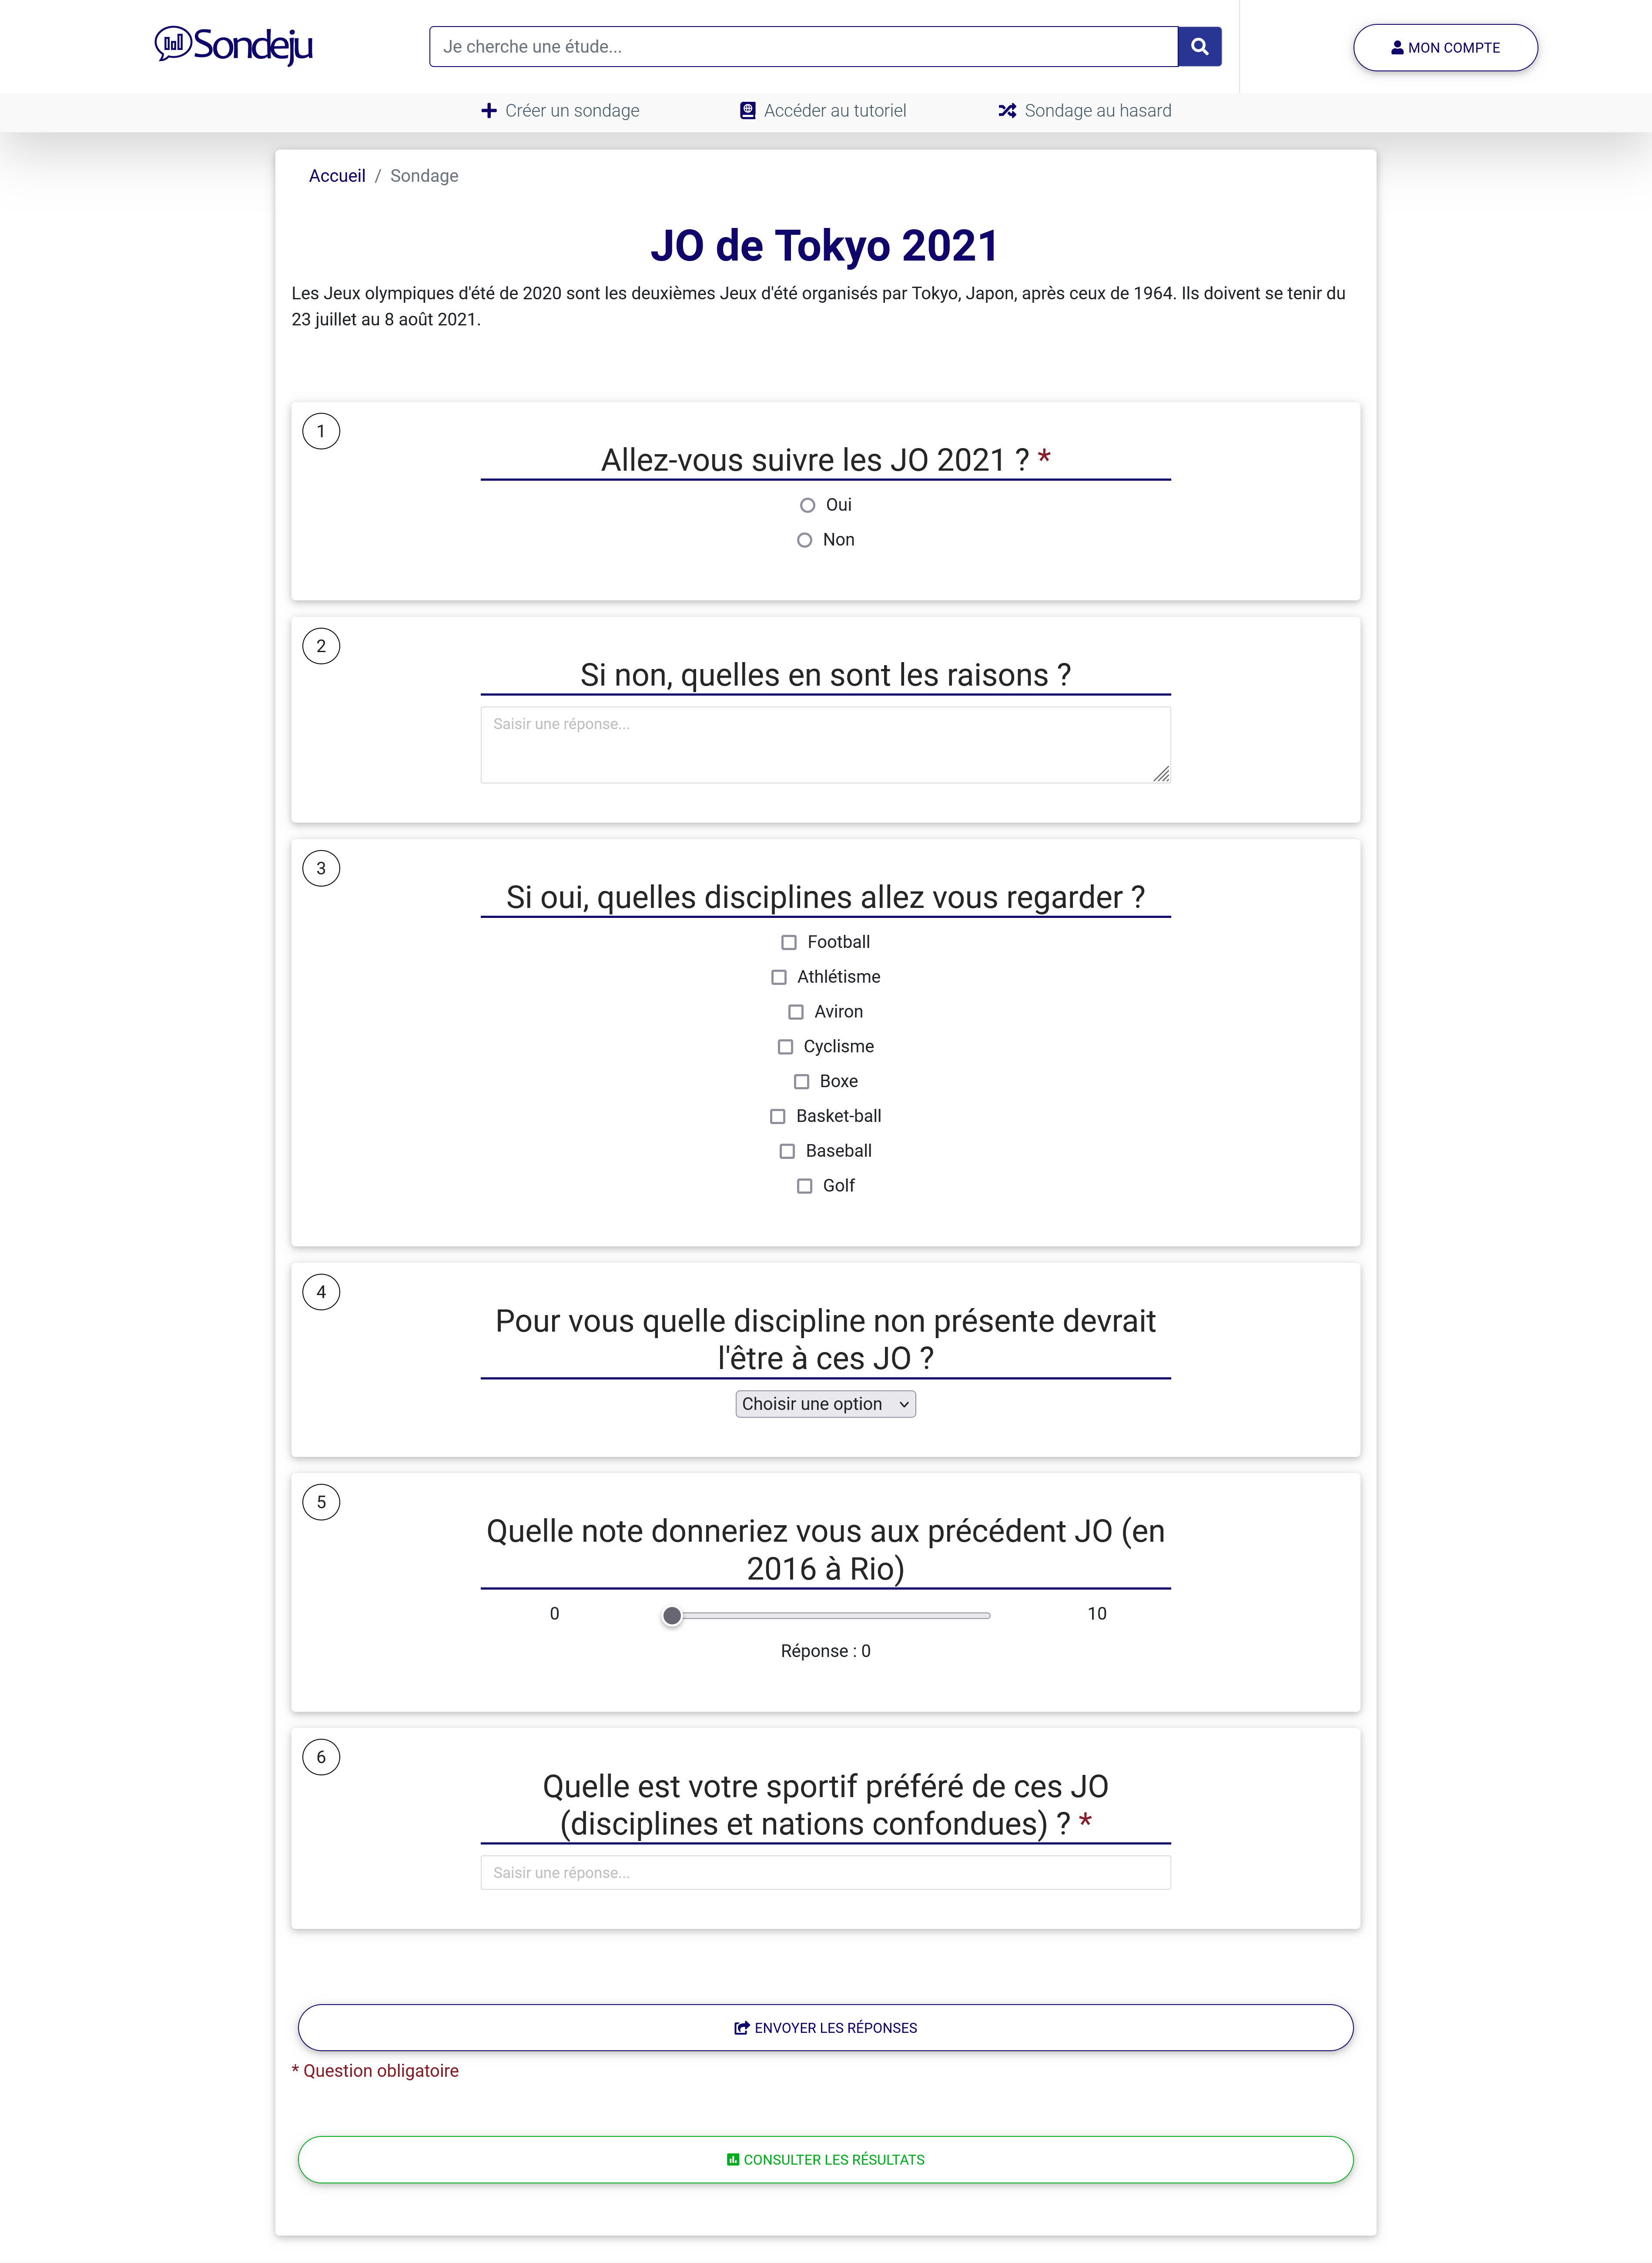 Sondeju
Je cherche une étude...
MON COMPTE
Créer un sondage
Accéder au tutoriel
Sondage au hasard
Accueil / Sondage
JO de Tokyo 2021
Les Jeux olympiques d'été de 2020 sont les deuxièmes Jeux d'été organisés par Tokyo, Japon, après ceux de 1964. Ils doivent se tenir du
23 juillet au 8 août 2021.
1
Allez-vous suivre les JO 2021 ? *
Oui
Non
2
Si non, quelles en sont les raisons ?
Saisir une réponse...
3
Si oui, quelles disciplines allez vous regarder ?
Football
Athlétisme
Aviron
Cyclisme
Boxe
Basket-ball
Baseball
Golf
4
Pour vous quelle discipline non présente devrait
l'être à ces JO ?
Choisir une option
5
Quelle note donneriez vous aux précédent JO (en
2016 à Rio)
0
10
Réponse : 0
6
Quelle est votre sportif préféré de ces JO
(disciplines et nations confondues) ? *
Saisir une réponse...
ENVOYER LES RÉPONSES
* Question obligatoire
CONSULTER LES RÉSULTATS